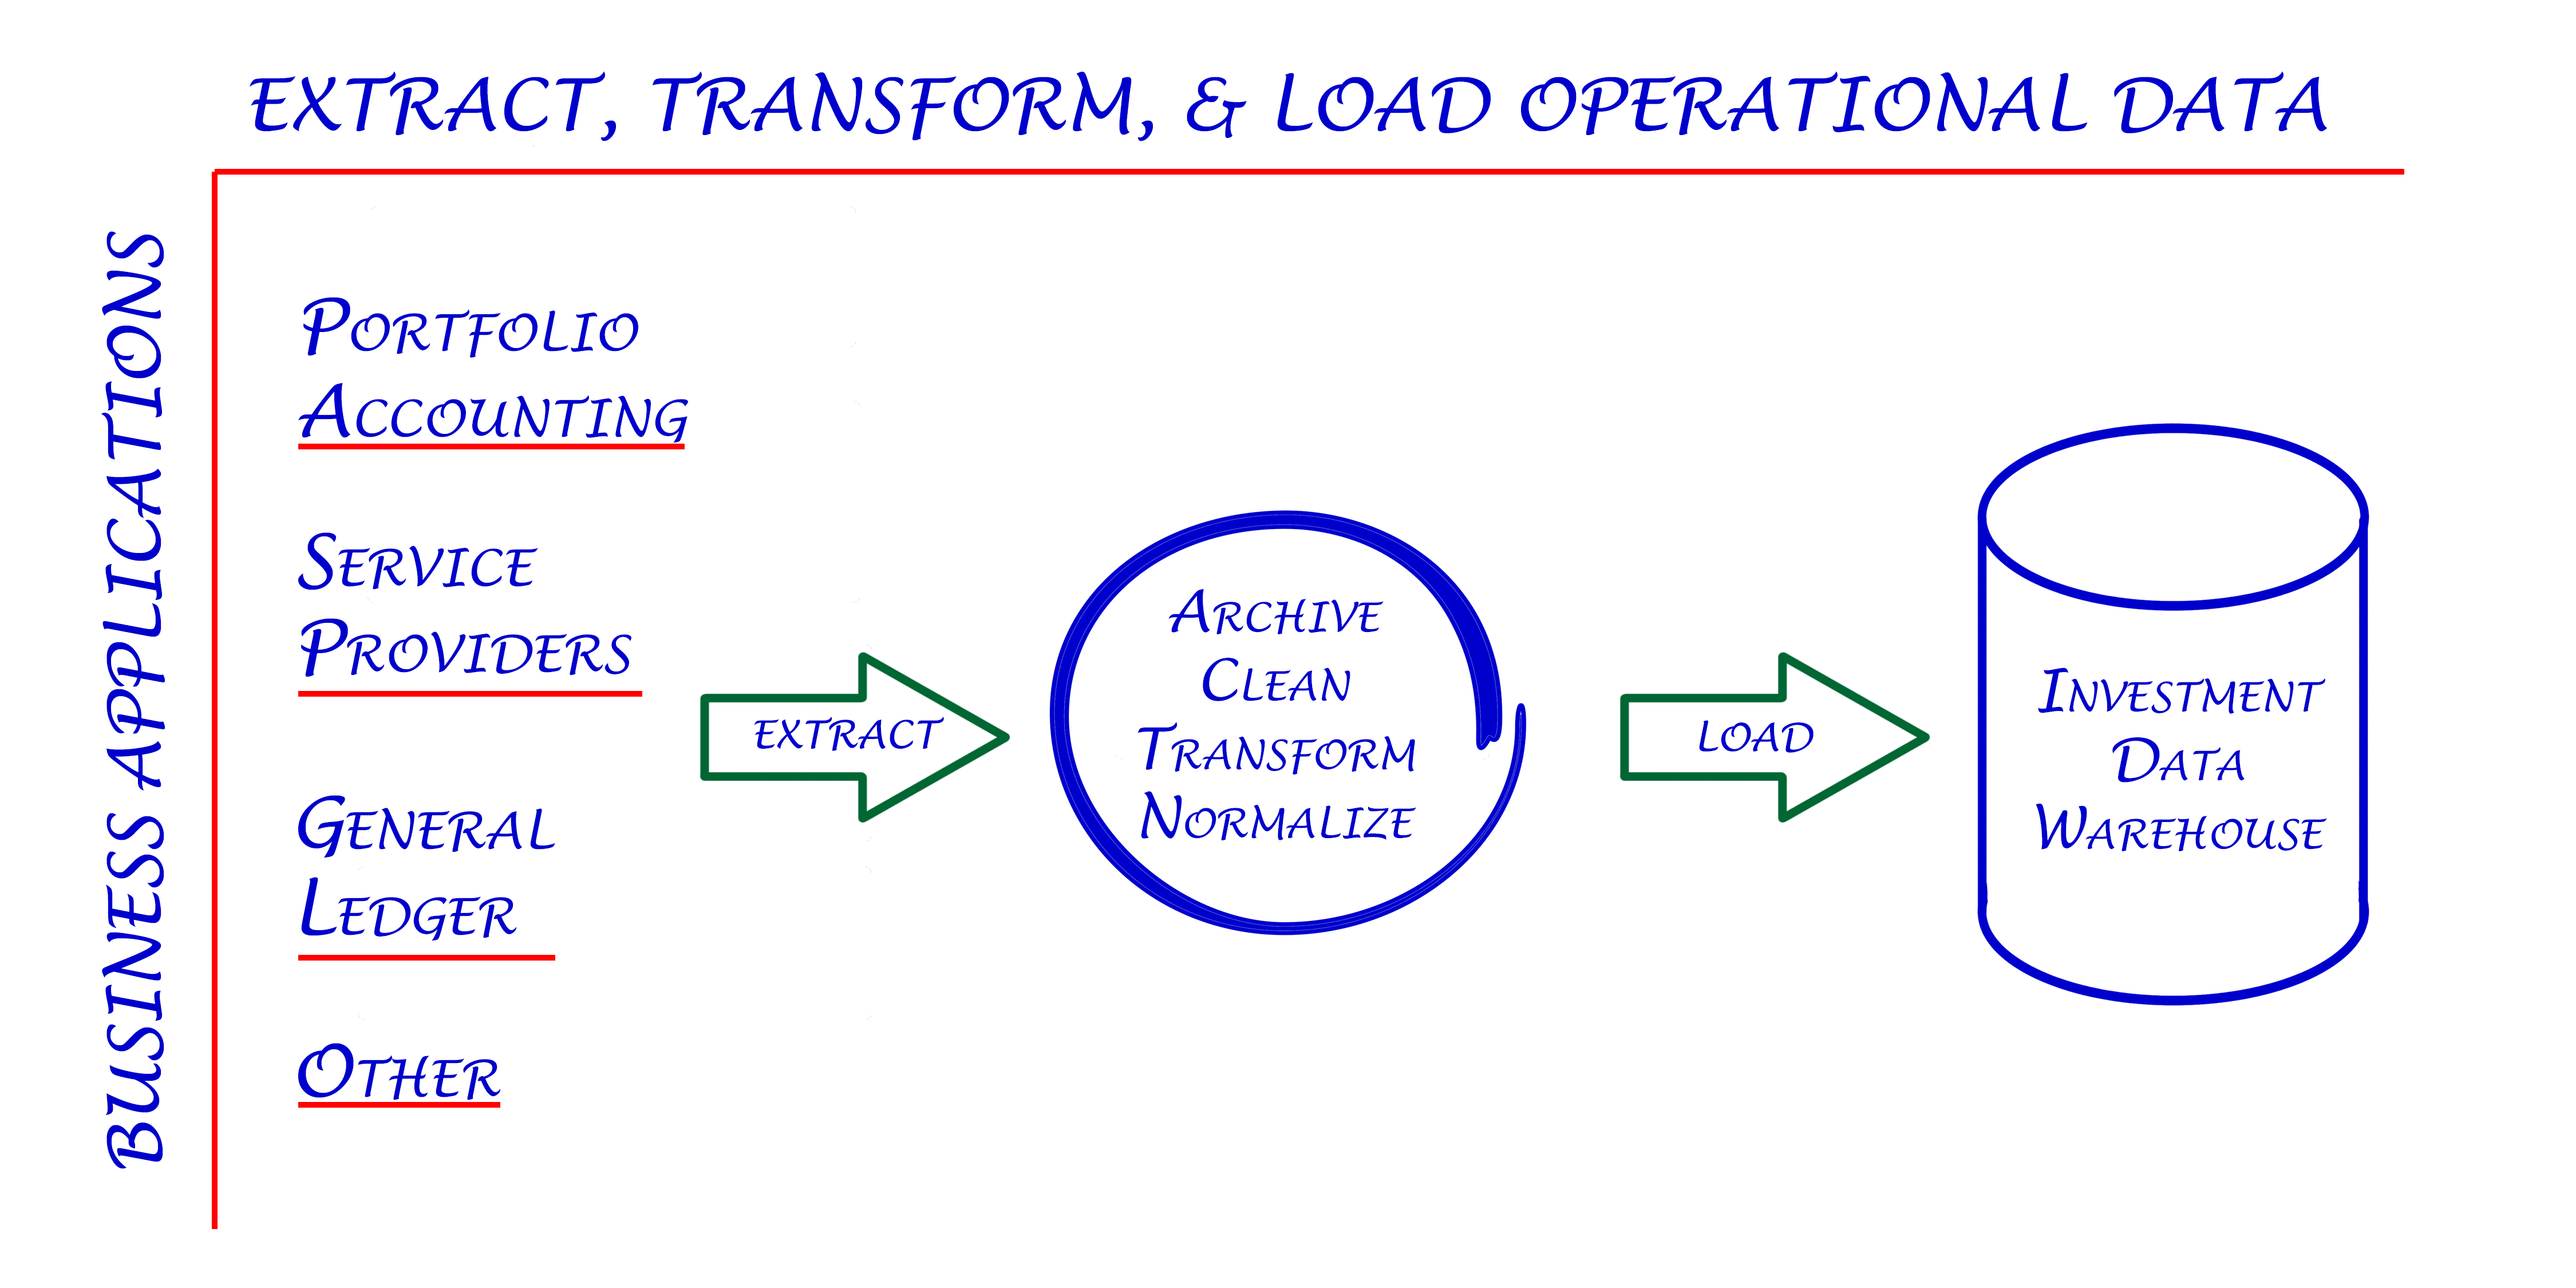 EXTRACT, TRANSFORM, & LOAD OPERATIONAL DATA
BUSINESS APPLICATIONS
PORTFOLIO
ACCOUNTING
SERVICE
PROVIDERS
GENERAL
LEDGER
OTHER
EXTRACT
ARCHIVE
CLEAN
TRANSFORM
NORMALIZE
LOAD
INVESTMENT
DATA
WAREHOUSE